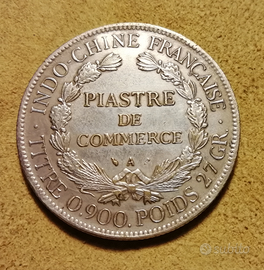 INDO-CHINE FRANÇAISE
PIASTRE
DE
COMMERCE
A
TITRE 0,900. POIDS 27 GR.